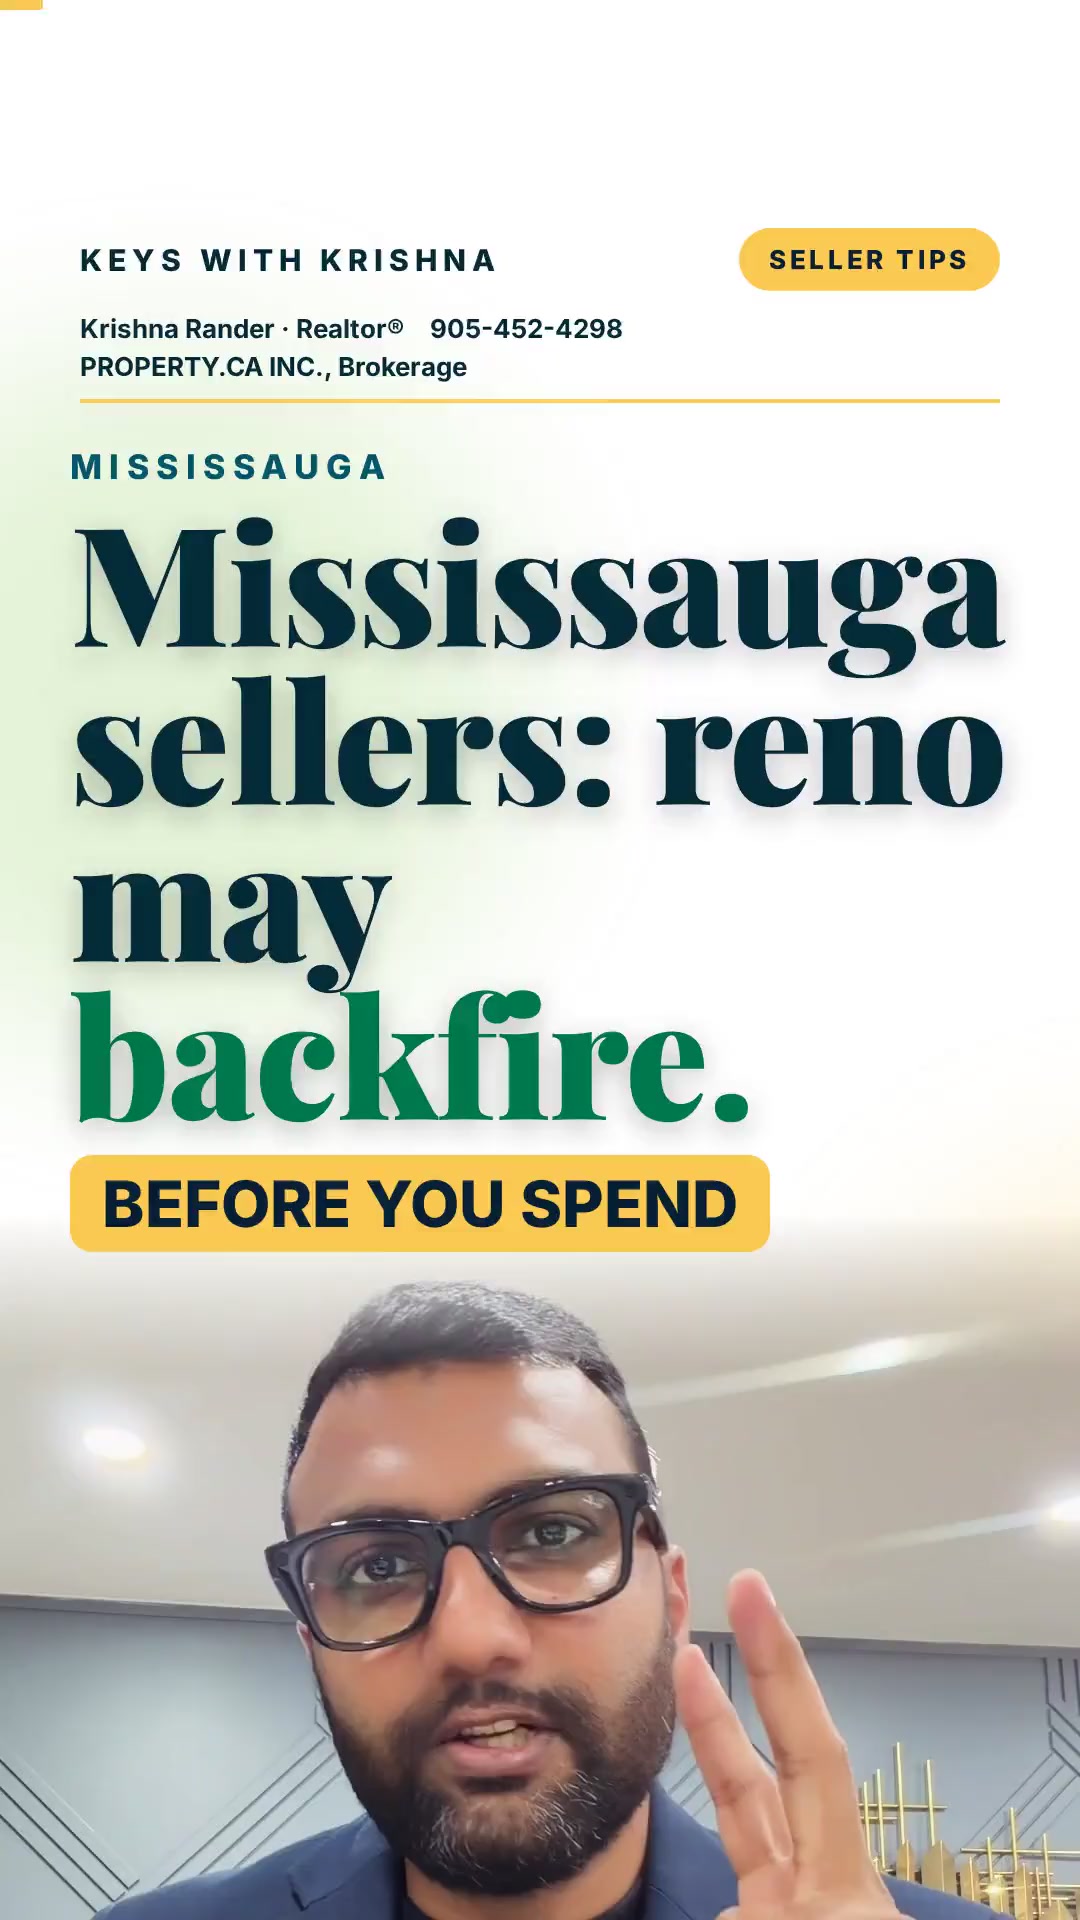 KEYS WITH KRISHNA
SELLER TIPS
Krishna Rander · Realtor® 905-452-4298
PROPERTY.CA INC., Brokerage
MISSISSAUGA
Mississauga
sellers: reno
may
backfire.
BEFORE YOU SPEND